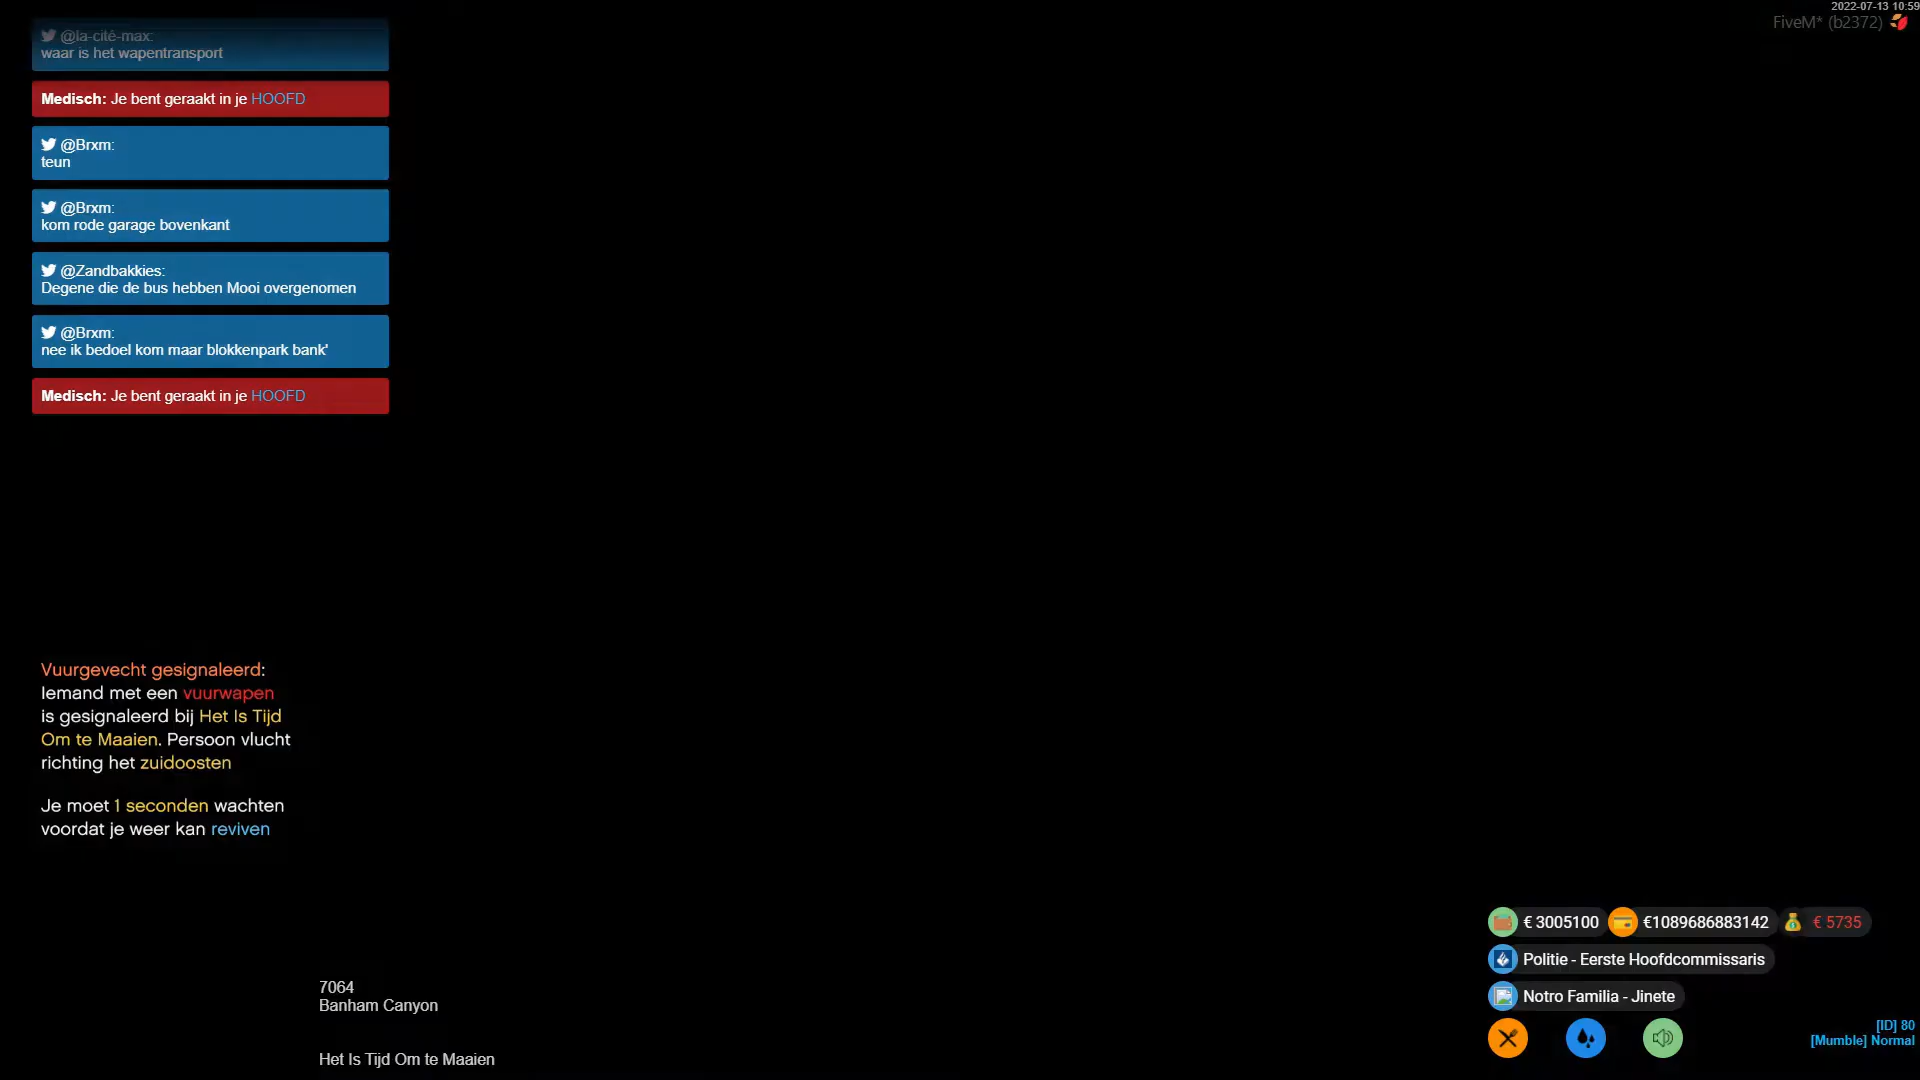 2022-07-13 10:59
FiveM* (b2372)
@la-cité-max:
waar is het wapentransport
Medisch: Je bent geraakt in je HOOFD
@Brxm:
teun
@Brxm:
kom rode garage bovenkant
@Zandbakkies:
Degene die de bus hebben Mooi overgenomen
@Brxm:
nee ik bedoel kom maar blokkenpark bank'
Medisch: Je bent geraakt in je HOOFD
Vuurgevecht gesignaleerd:
Iemand met een vuurwapen
is gesignaleerd bij Het Is Tijd
Om te Maaien. Persoon vlucht
richting het zuidoosten
Je moet 1 seconden wachten
voordat je weer kan reviven
€ 3005100 €1089686883142 € 5735
Politie - Eerste Hoofdcommissaris
Notro Familia - Jinete
7064
Banham Canyon
Het Is Tijd Om te Maaien
[ID] 80
[Mumble] Normal